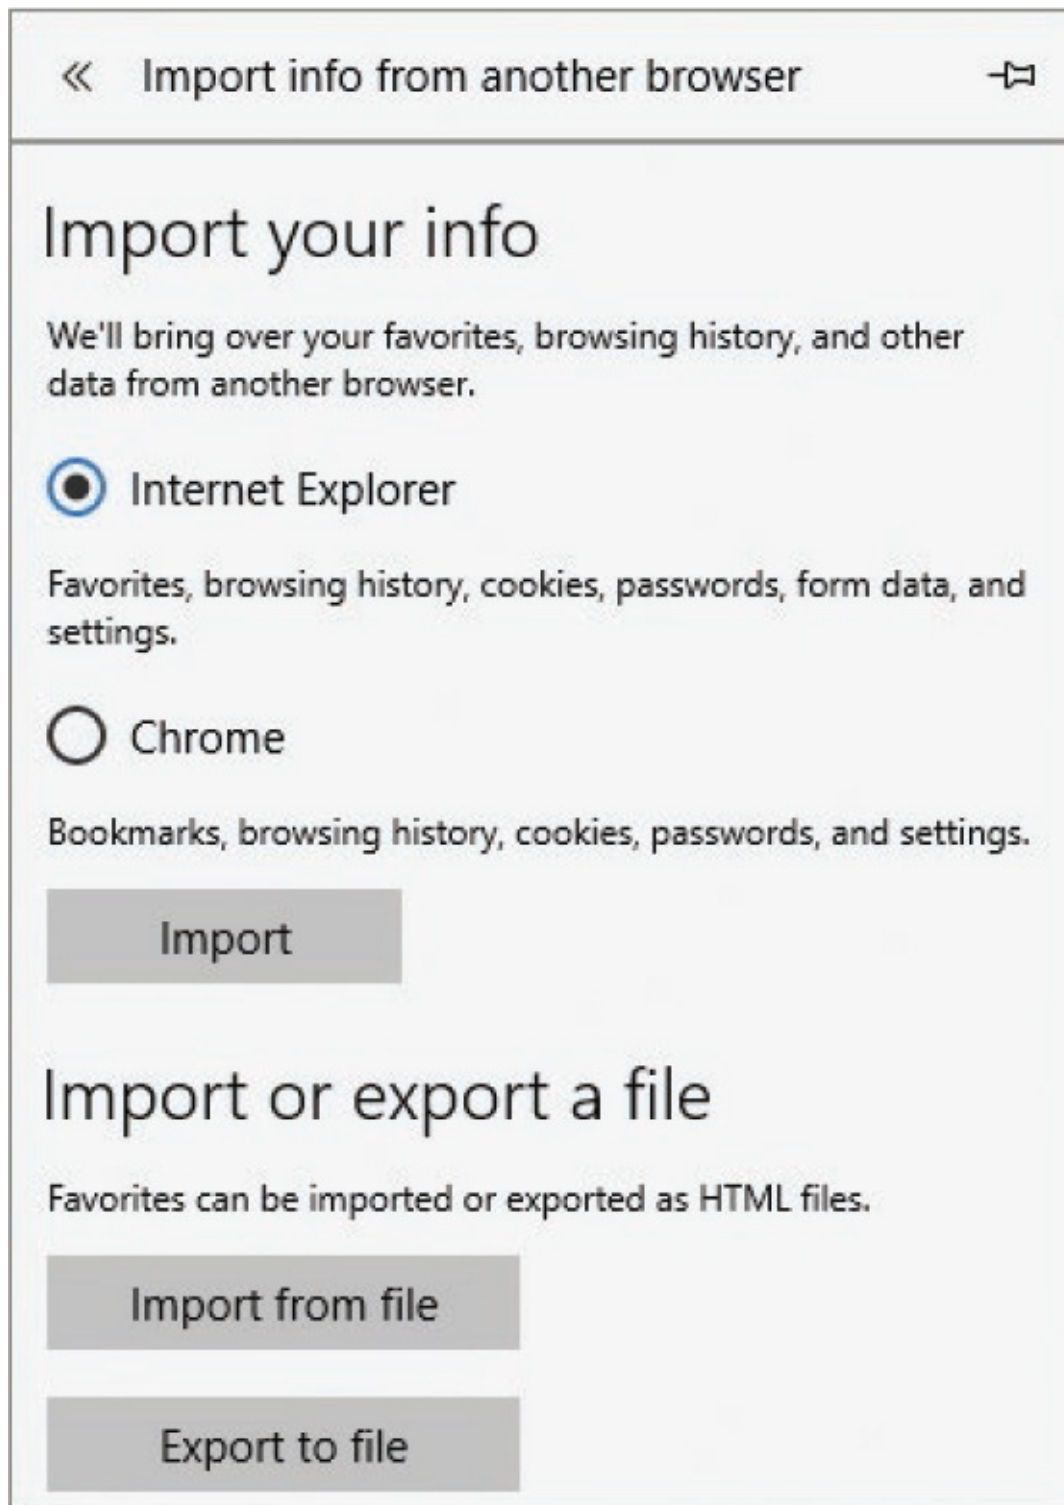 « Import info from another browser
Import your info
We'll bring over your favorites, browsing history, and other
data from another browser.
Internet Explorer
Favorites, browsing history, cookies, passwords, form data, and
settings.
Chrome
Bookmarks, browsing history, cookies, passwords, and settings.
Import
Import or export a file
Favorites can be imported or exported as HTML files.
Import from file
Export to file